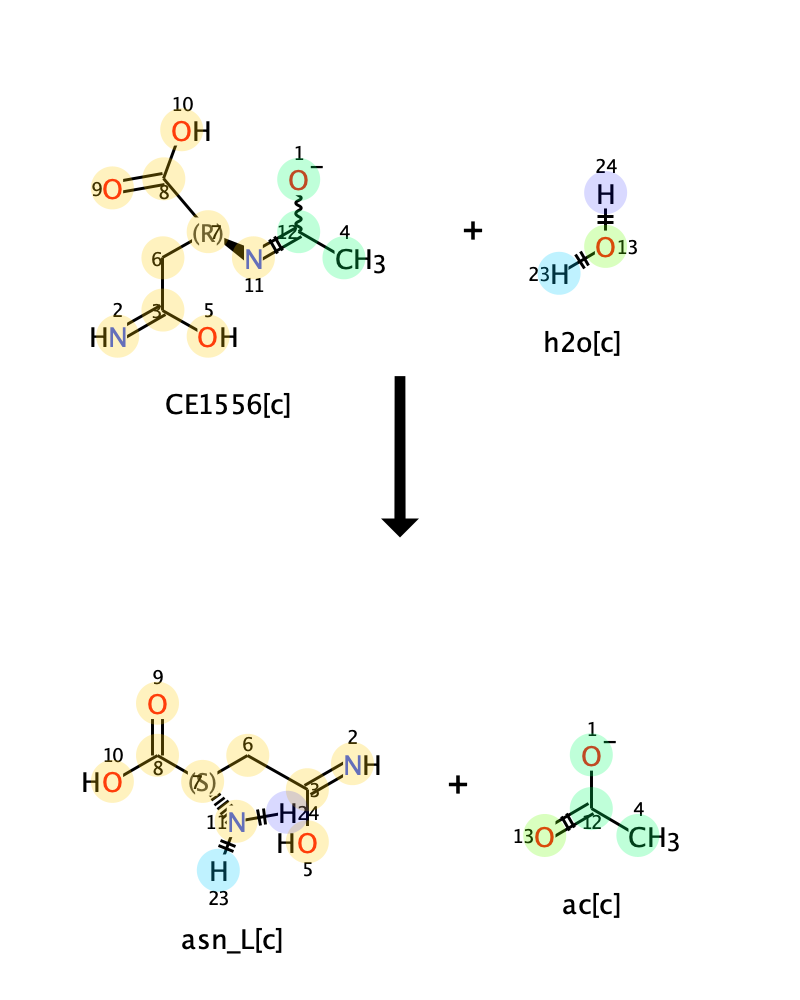 10
OH
1
O−
24
H
9 O
8
(R) 7
12
4
CH3
+
O 13
6
N
11
23 H
2
HN
3
5
OH
h2o[c]
CE1556[c]
9
O
1
O−
10
HO
8
6
2
NH
7 (S)
3
+
11 N
H 24
HO
5
12
4
CH3
13 O
H
23
ac[c]
asn_L[c]